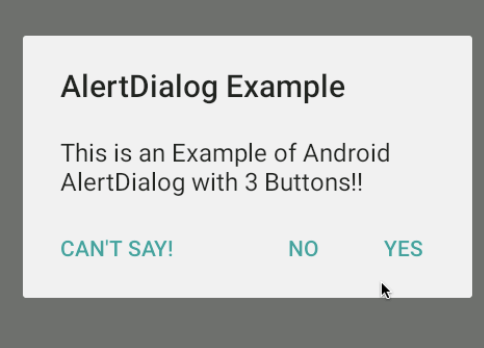 AlertDialog Example
This is an Example of Android
AlertDialog with 3 Buttons!!
CAN'T SAY! NO YES